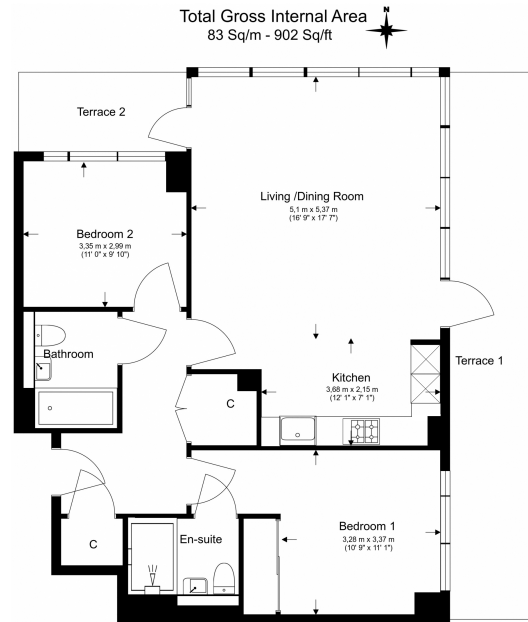 Total Gross Internal Area
83 Sq/m - 902 Sq/ft
N
Terrace 2
Living /Dining Room
5,1 m x 5,37 m
(16' 9" x 17' 7")
Bedroom 2
3,35 m x 2,99 m
(11' 0" x 9' 10")
Bathroom
Terrace 1
Kitchen
3,68 m x 2,15 m
(12' 1" x 7' 1")
C
Bedroom 1
3,28 m x 3,37 m
(10' 9" x 11' 1")
En-suite
C